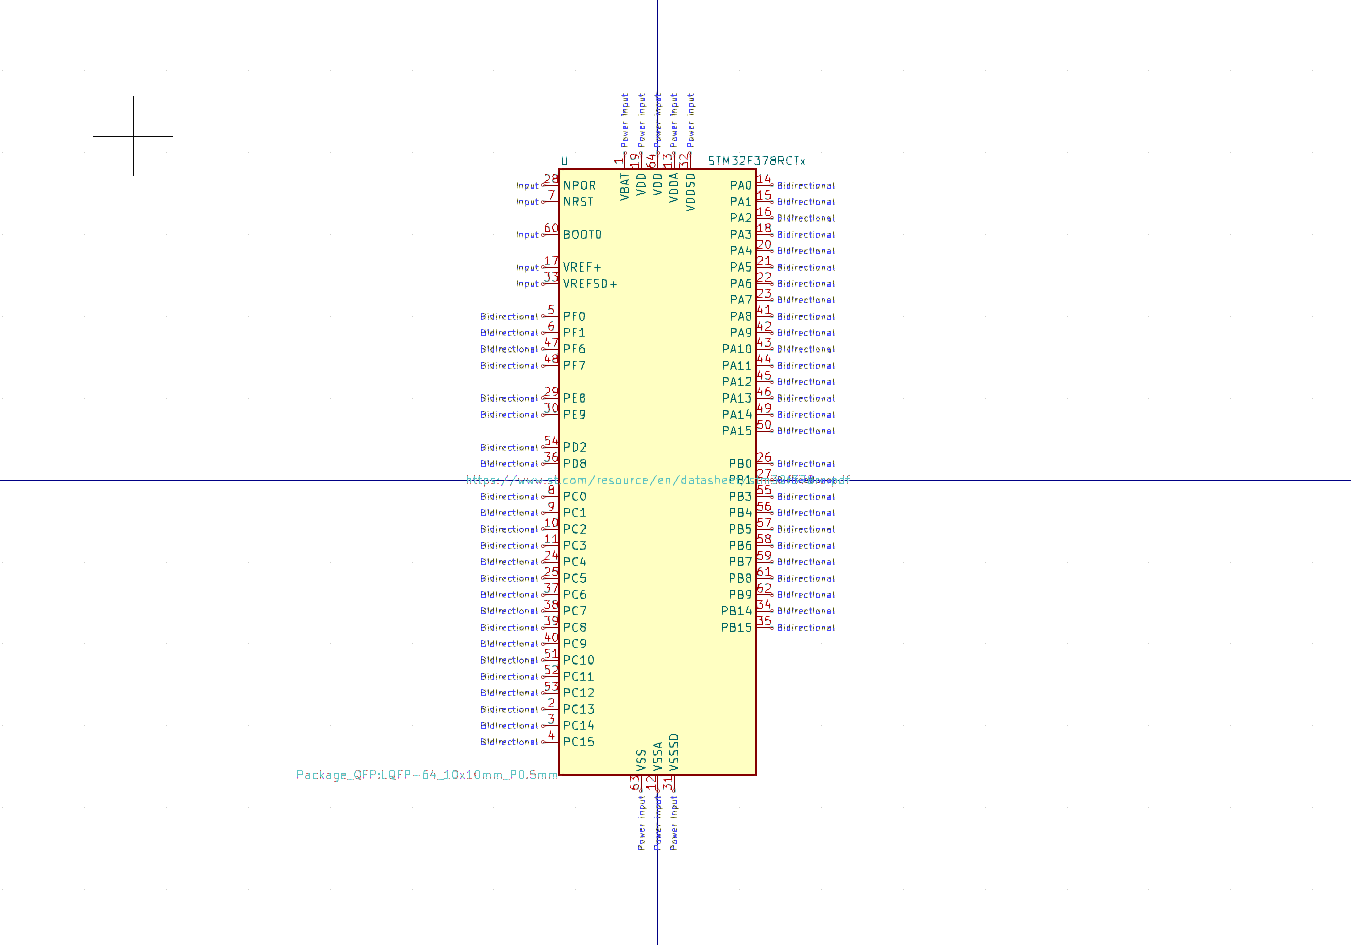 Power Input Power Input Power Input Power Input Power Input
1 19 64 13 32
U STM32F378RCTx
VBAT VDD VDD VDDA VDDSD
Input 28 NPOR PA0 14 Bidirectional
Input 7 NRST PA1 15 Bidirectional
PA2 16 Bidirectional
Input 60 BOOT0 PA3 18 Bidirectional
PA4 20 Bidirectional
Input 17 VREF+ PA5 21 Bidirectional
Input 33 VREFSD+ PA6 22 Bidirectional
PA7 23 Bidirectional
Bidirectional 5 PF0 PA8 41 Bidirectional
Bidirectional 6 PF1 PA9 42 Bidirectional
Bidirectional 47 PF6 PA10 43 Bidirectional
Bidirectional 48 PF7 PA11 44 Bidirectional
PA12 45 Bidirectional
Bidirectional 29 PE8 PA13 46 Bidirectional
Bidirectional 30 PE9 PA14 49 Bidirectional
PA15 50 Bidirectional
Bidirectional 54 PD2
Bidirectional 36 PD8 PB0 26 Bidirectional
https://www.st.com/resource/en/datasheet/stm32f378rc.pdf PB1 27
Bidirectional 8 PC0 PB3 55 Bidirectional
Bidirectional 9 PC1 PB4 56 Bidirectional
Bidirectional 10 PC2 PB5 57 Bidirectional
Bidirectional 11 PC3 PB6 58 Bidirectional
Bidirectional 24 PC4 PB7 59 Bidirectional
Bidirectional 25 PC5 PB8 61 Bidirectional
Bidirectional 37 PC6 PB9 62 Bidirectional
Bidirectional 38 PC7 PB14 34 Bidirectional
Bidirectional 39 PC8 PB15 35 Bidirectional
Bidirectional 40 PC9
Bidirectional 51 PC10
Bidirectional 52 PC11
Bidirectional 53 PC12
Bidirectional 2 PC13
Bidirectional 3 PC14
Bidirectional 4 PC15
VSS VSSA VSSSD
Package_QFP:LQFP-64_10x10mm_P0.5mm
63 12 31
Power Input Power Input Power Input